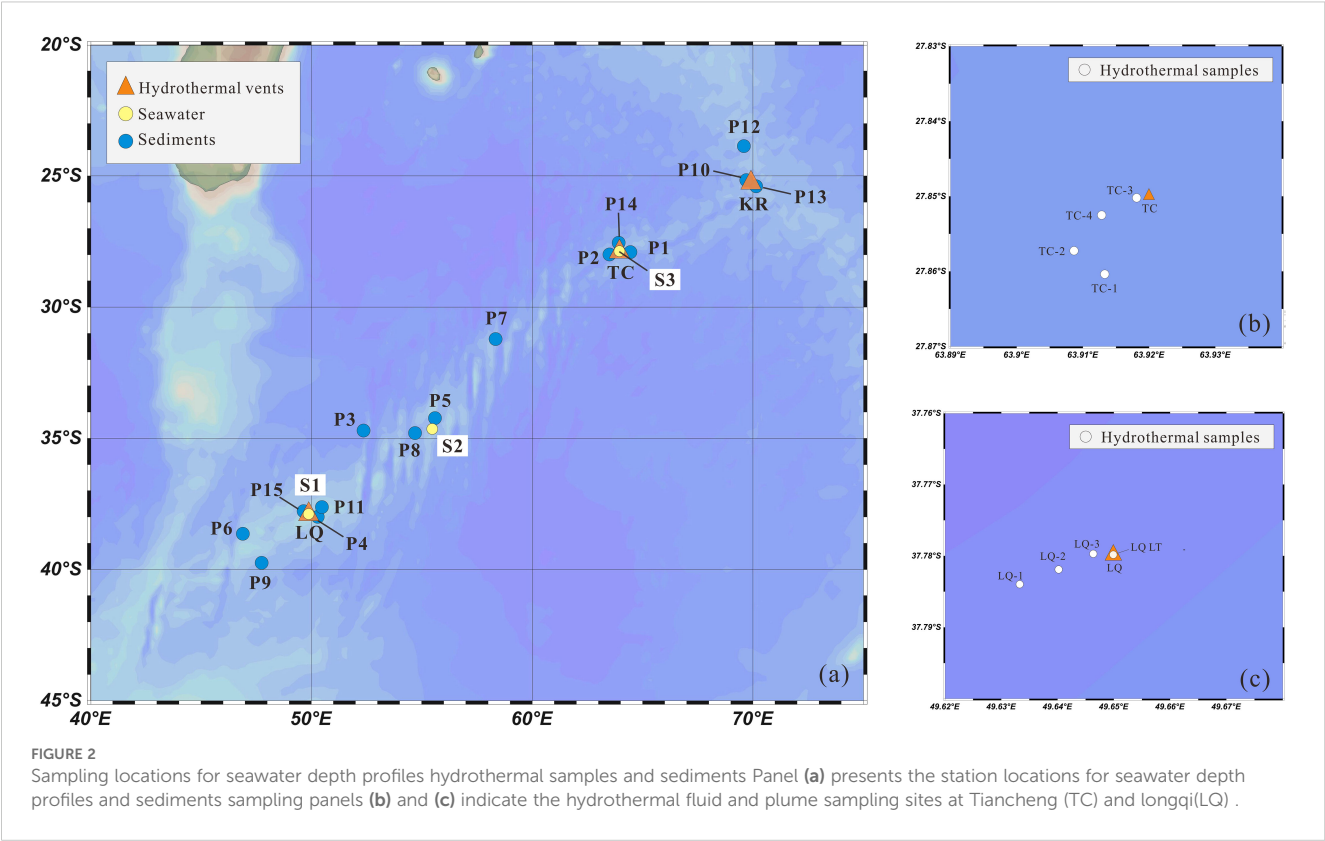 20°S
25°S
30°S
35°S
40°S
45°S
40°E
50°E
60°E
70°E
Hydrothermal vents
Seawater
Sediments
P12
P10
P13
KR
P14
P2
P1
TC
S3
P7
P5
P3
P8
S2
S1
P15
P11
LQ
P6
P4
P9
(a)
27.83°S
27.84°S
27.85°S
27.86°S
27.87°S
63.89°E
63.9°E
63.91°E
63.92°E
63.93°E
Hydrothermal samples
TC-3
TC
TC-4
TC-2
TC-1
(b)
37.76°S
37.77°S
37.78°S
37.79°S
49.62°E
49.63°E
49.64°E
49.65°E
49.66°E
49.67°E
Hydrothermal samples
LQ-3
LQ LT
LQ-2
LQ
LQ-1
(c)
FIGURE 2
Sampling locations for seawater depth profiles hydrothermal samples and sediments Panel (a) presents the station locations for seawater depth
profiles and sediments sampling panels (b) and (c) indicate the hydrothermal fluid and plume sampling sites at Tiancheng (TC) and longqi(LQ) .